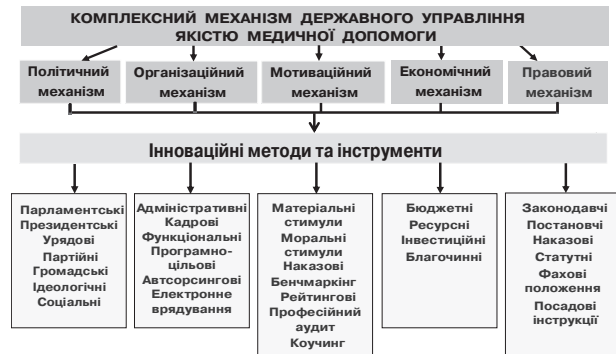 КОМПЛЕКСНИЙ МЕХАНІЗМ ДЕРЖАВНОГО УПРАВЛІННЯ
ЯКІСТЮ МЕДИЧНОЇ ДОПОМОГИ
Політичний
механізм
Організаційний
механізм
Мотиваційний
механізм
Економічний
механізм
Правовий
механізм
Інноваційні методи та інструменти
Парламентські
Президентські
Урядові
Партійні
Громадські
Ідеологічні
Соціальні
Адміністративні
Кадрові
Функціональні
Програмно-
цільові
Автсорсингові
Електронне
врядування
Матеріальні
стимули
Моральні
стимули
Наказові
Бенчмаркінг
Рейтингові
Професійний
аудит
Коучинг
Бюджетні
Ресурсні
Інвестиційні
Благочинні
Законодавчі
Постановчі
Наказові
Статутні
Фахові
положення
Посадові
інструкції